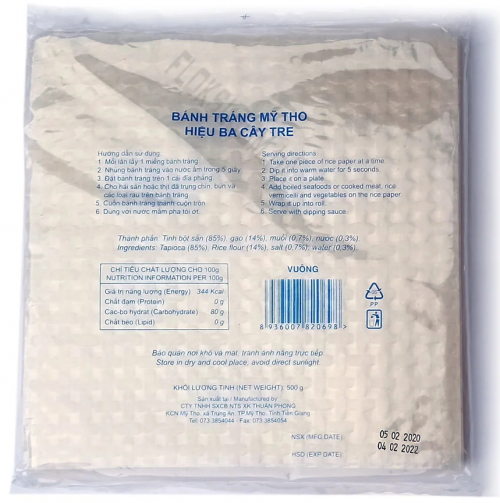 BÁNH TRÁNG MỸ THO
HIỆU BA CÂY TRE
Hướng dẫn sử dụng:
1. Mỗi lần lấy 1 miếng bánh tráng
2. Nhúng bánh tráng vào nước ấm trong 5 giây
3. Đặt bánh tráng trên 1 cái dĩa phẳng
4. Cho hải sản hoặc thịt đã trụng chín, bún và
các loại rau trên bánh tráng
5. Cuốn bánh tráng thành cuộn tròn
6. Dùng với nước mắm pha tỏi ớt.
Serving directions
1. Take one piece of rice paper at a time.
2. Dip it into warm water for 5 seconds.
3. Place it on a plate.
4. Add boiled seafoods or cooked meat, rice
vermicelli and vegetables on the rice paper.
5. Wrap it up into roll.
6. Serve with dipping sauce.
Thành phần: Tinh bột sắn (85%), gạo (14%), muối (0,7%), nước (0,3%).
Ingredients: Tapioca (85%), Rice flour (14%), salt (0,7%), water (0,3%).
CHỈ TIÊU CHẤT LƯỢNG CHO 100g
NUTRITION INFORMATION PER 100g
Giá trị năng lượng (Energy) 344 Kcal
Chất đạm (Protein) 0 g
Cac-bo hydrat (Carbohydrate) 80 g
Chất béo (Lipid) 0 g
VUÔNG
8 936007 820698
PP
Bảo quản nơi khô và mát, tránh ánh nắng trực tiếp.
Store in dry and cool place, avoid direct sunlight.
KHỐI LƯỢNG TỊNH (NET WEIGHT): 500 g
Sản xuất tại / Manufactured by
CTY TNHH SXCB NTS XK THUẬN PHONG
KCN Mỹ Tho, xã Trung An, TP Mỹ Tho, Tỉnh Tiền Giang
Tel: 073.3854044 - Fax: 073.3854054
NSX (MFG.DATE): 05 02 2020
HSD (EXP.DATE): 04 02 2022